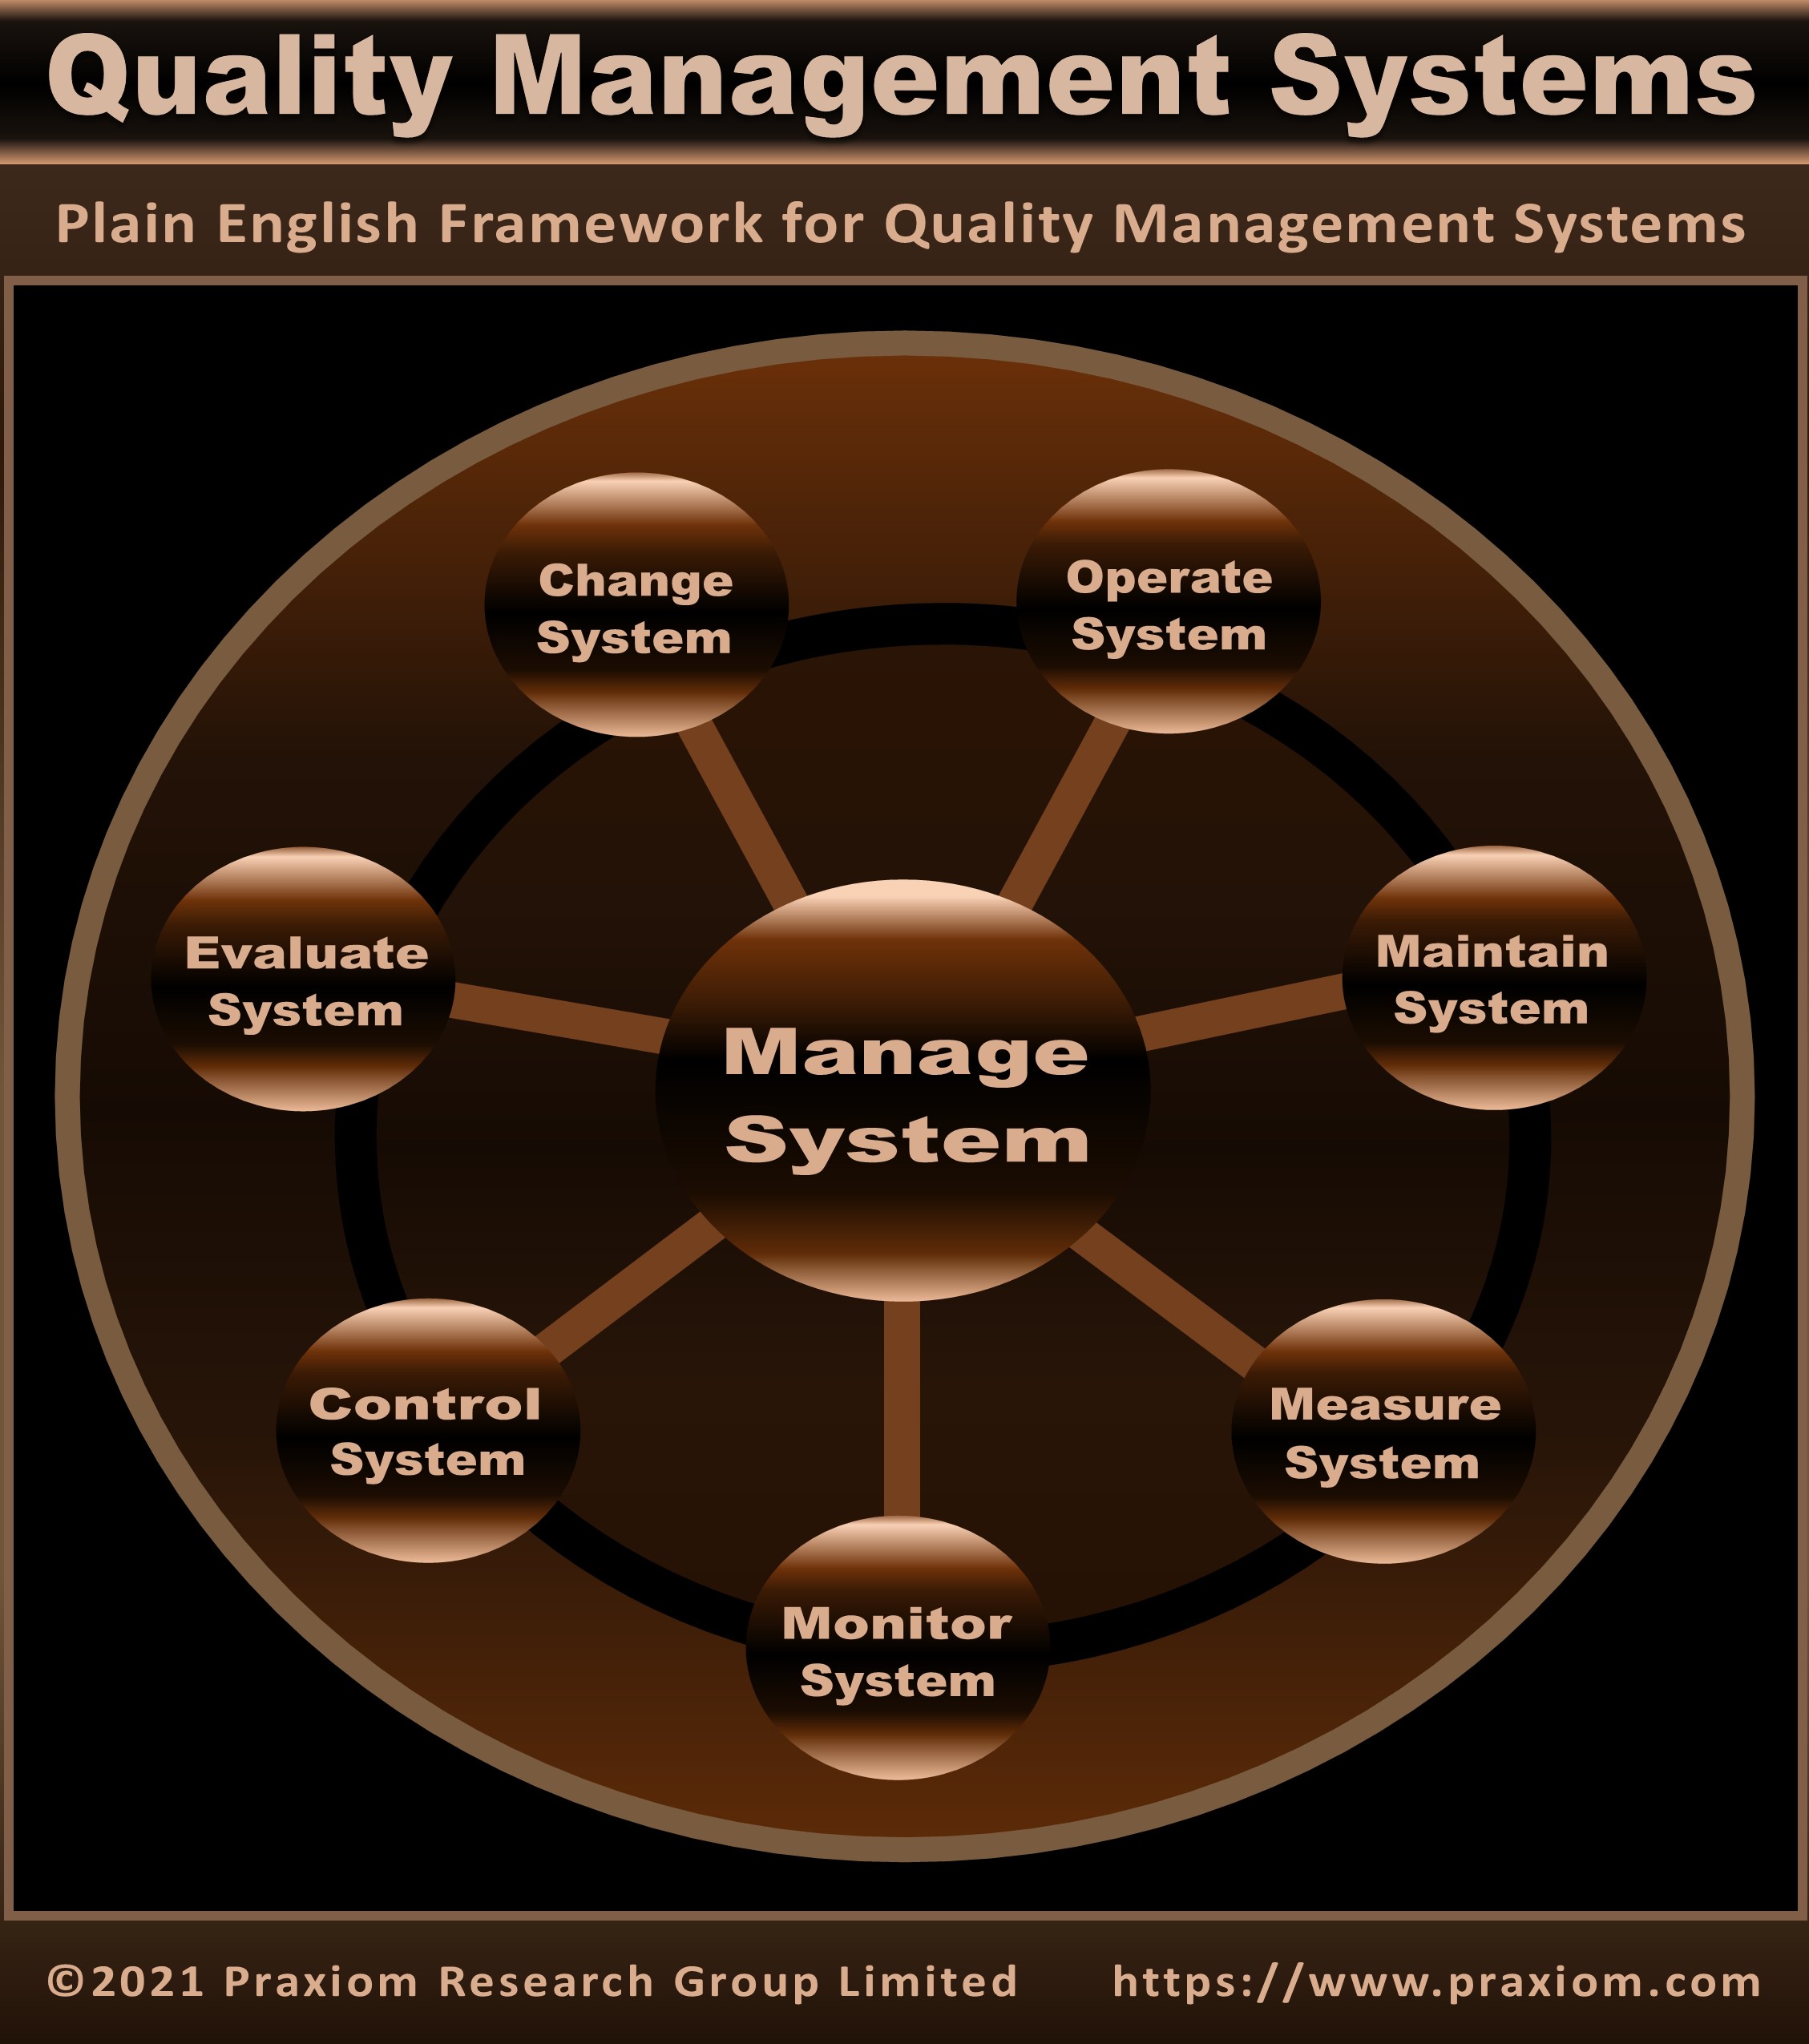 Quality Management Systems
Plain English Framework for Quality Management Systems
Change
System
Operate
System
Evaluate
System
Maintain
System
Manage
System
Control
System
Measure
System
Monitor
System
©2021 Praxiom Research Group Limited
https://www.praxiom.com